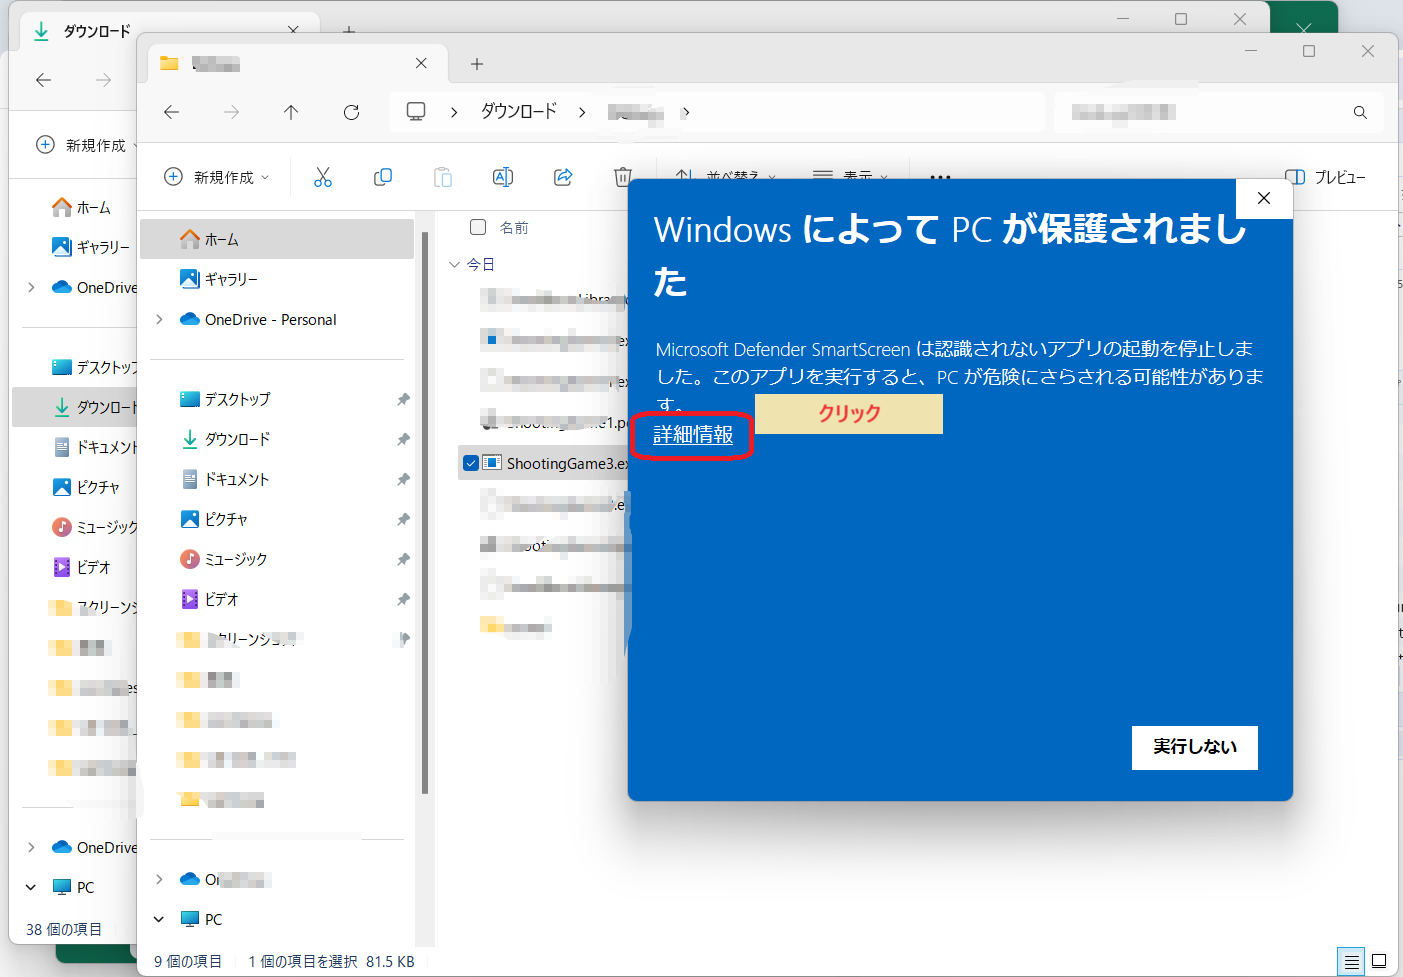 ダウンロード
新規作成
ホーム
ギャラリー
OneDrive
デスクトップ
ダウンロード
ドキュメント
ピクチャ
ミュージック
ビデオ
スクリーンシ
OneDrive
PC
38 個の項目
ダウンロード
新規作成
並べ替え
表示
プレビュー
ホーム
ギャラリー
OneDrive - Personal
デスクトップ
ダウンロード
ドキュメント
ピクチャ
ミュージック
ビデオ
スクリーンショット
PC
9 個の項目
1 個の項目を選択 81.5 KB
名前
今日
ShootingGame3.ex
Windows によって PC が保護されまし
た
Microsoft Defender SmartScreen は認識されないアプリの起動を停止しま
した。このアプリを実行すると、PC が危険にさらされる可能性がありま
す。
クリック
詳細情報
実行しない